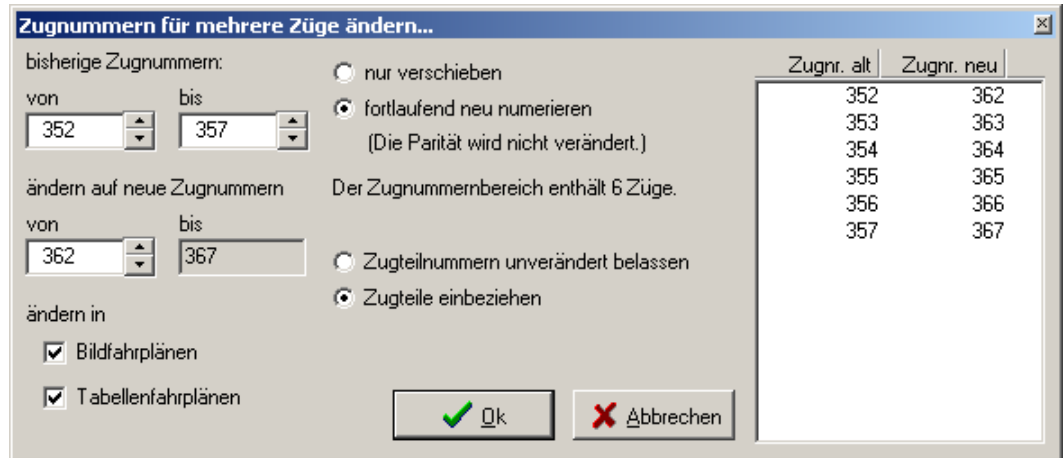 Zugnummern für mehrere Züge ändern...
bisherige Zugnummern:
von bis
352 357
ändern auf neue Zugnummern
von bis
362 367
ändern in
Bildfahrplänen
Tabellenfahrplänen
nur verschieben
fortlaufend neu numerieren
(Die Parität wird nicht verändert.)
Der Zugnummernbereich enthält 6 Züge.
Zugteilnummern unverändert belassen
Zugteile einbeziehen
Ok Abbrechen
Zugnr. alt Zugnr. neu
352 362
353 363
354 364
355 365
356 366
357 367